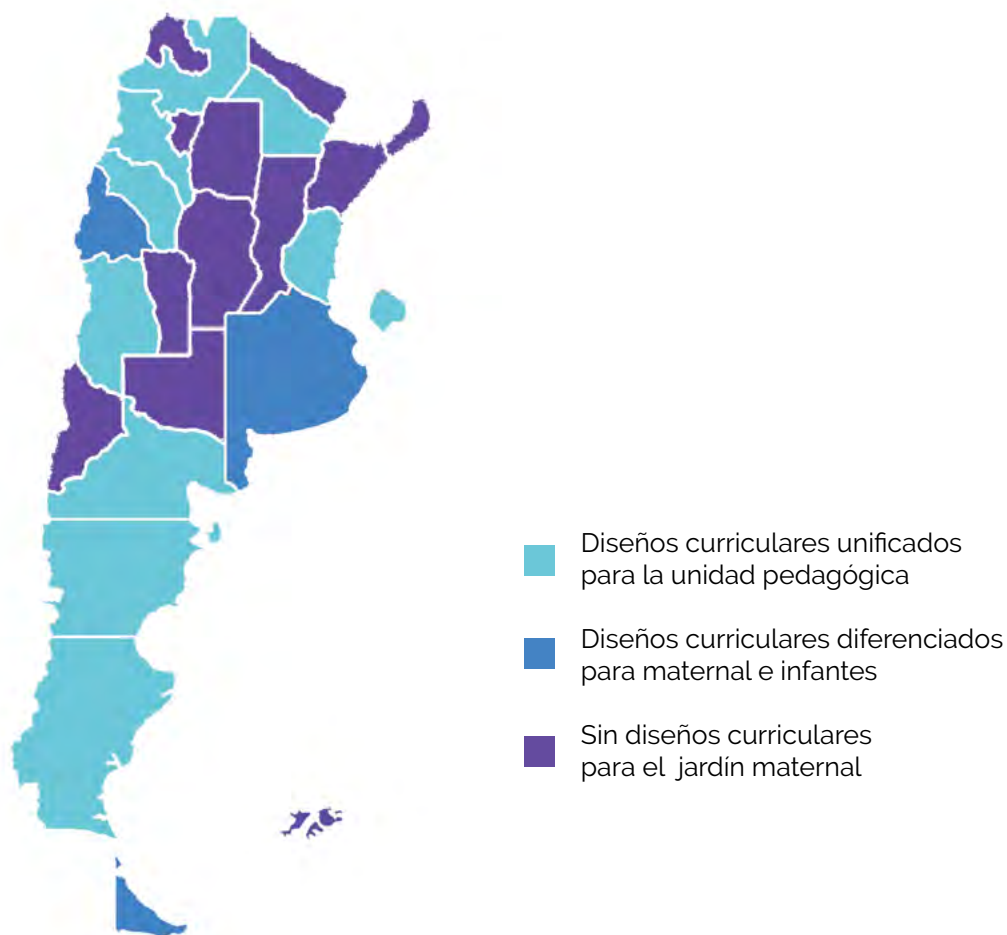 Diseños curriculares unificados
para la unidad pedagógica
Diseños curriculares diferenciados
para maternal e infantes
Sin diseños curriculares
para el jardín maternal